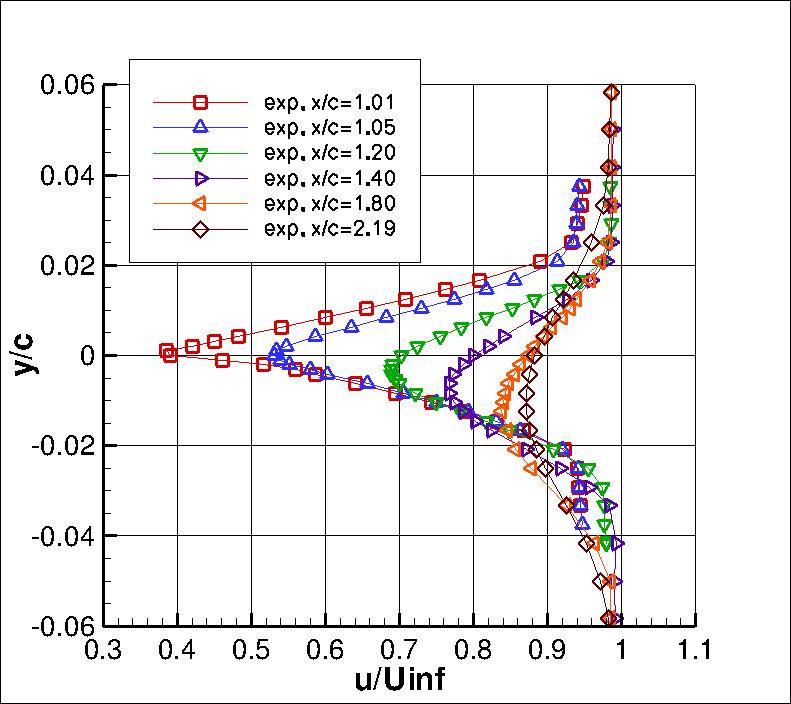 0.06
exp. x/c=1.01
exp. x/c=1.05
exp. x/c=1.20
exp. x/c=1.40
exp. x/c=1.80
exp. x/c=2.19
0.04
0.02
0
-0.02
-0.04
-0.06
y/c
0.3 0.4 0.5 0.6 0.7 0.8 0.9 1 1.1
u/Uinf